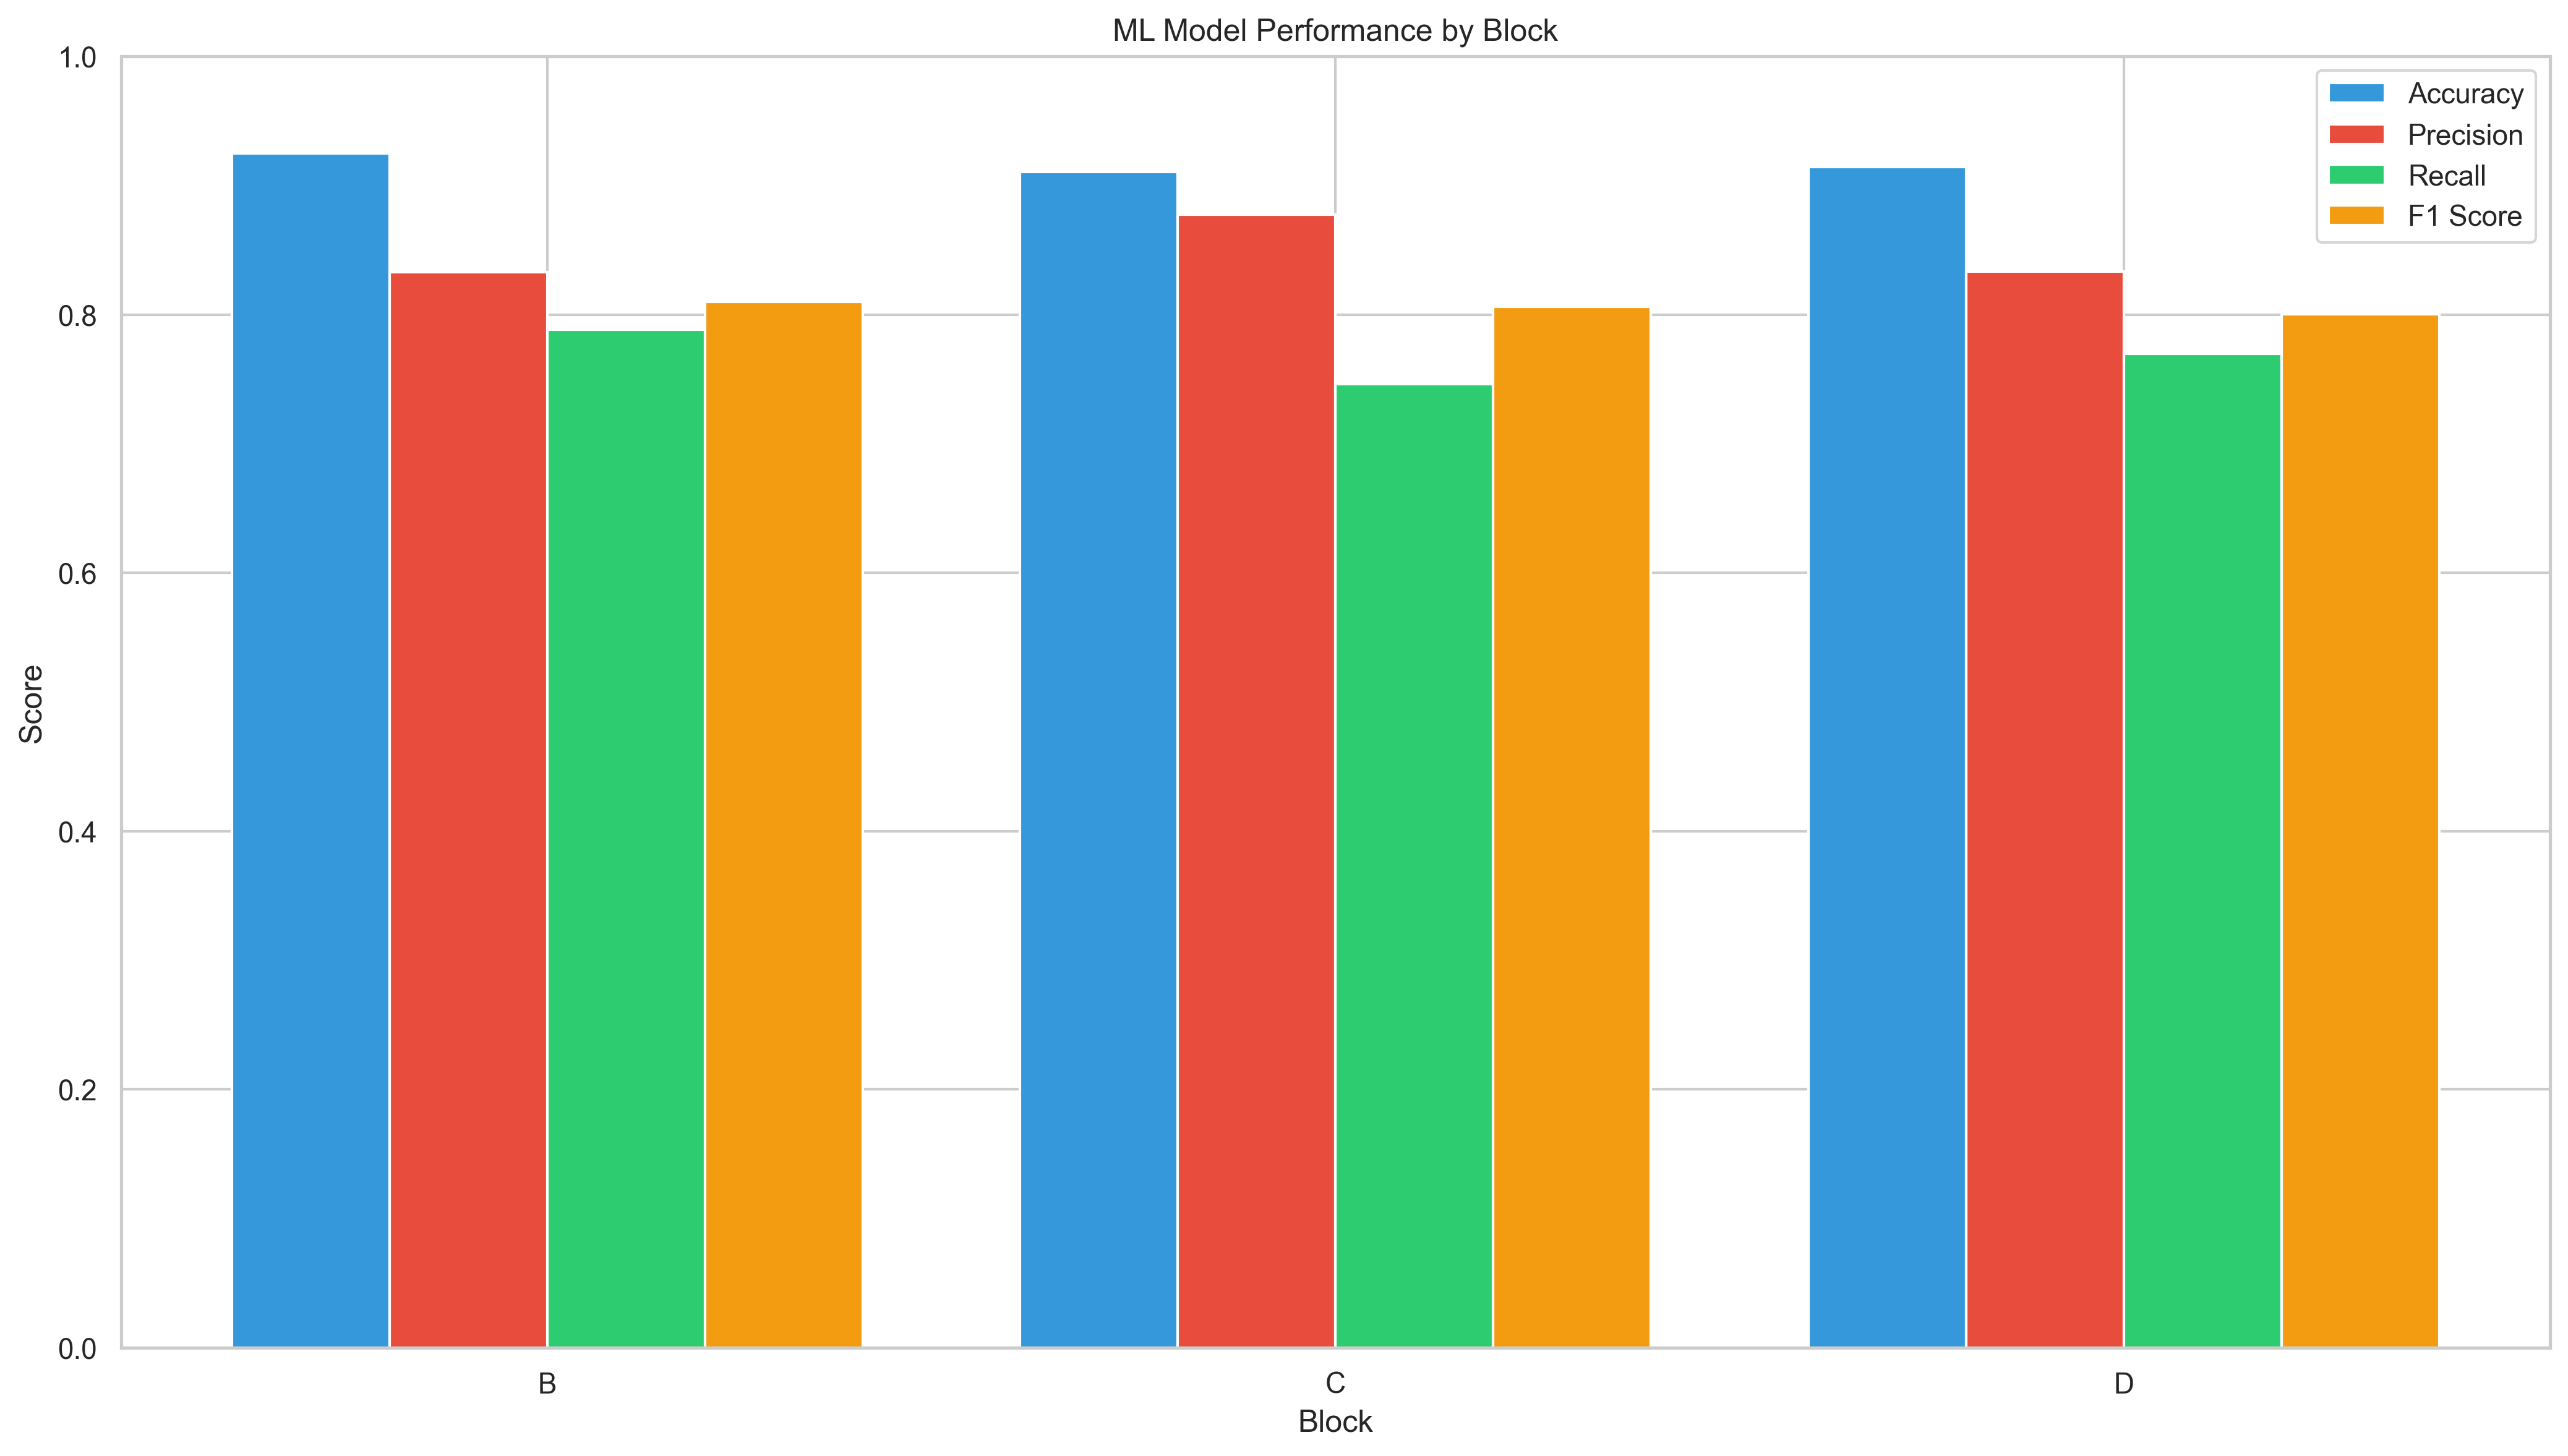 ML Model Performance by Block
1.0
0.8
0.6
0.4
0.2
0.0
Score
Accuracy
Precision
Recall
F1 Score
B
C
D
Block